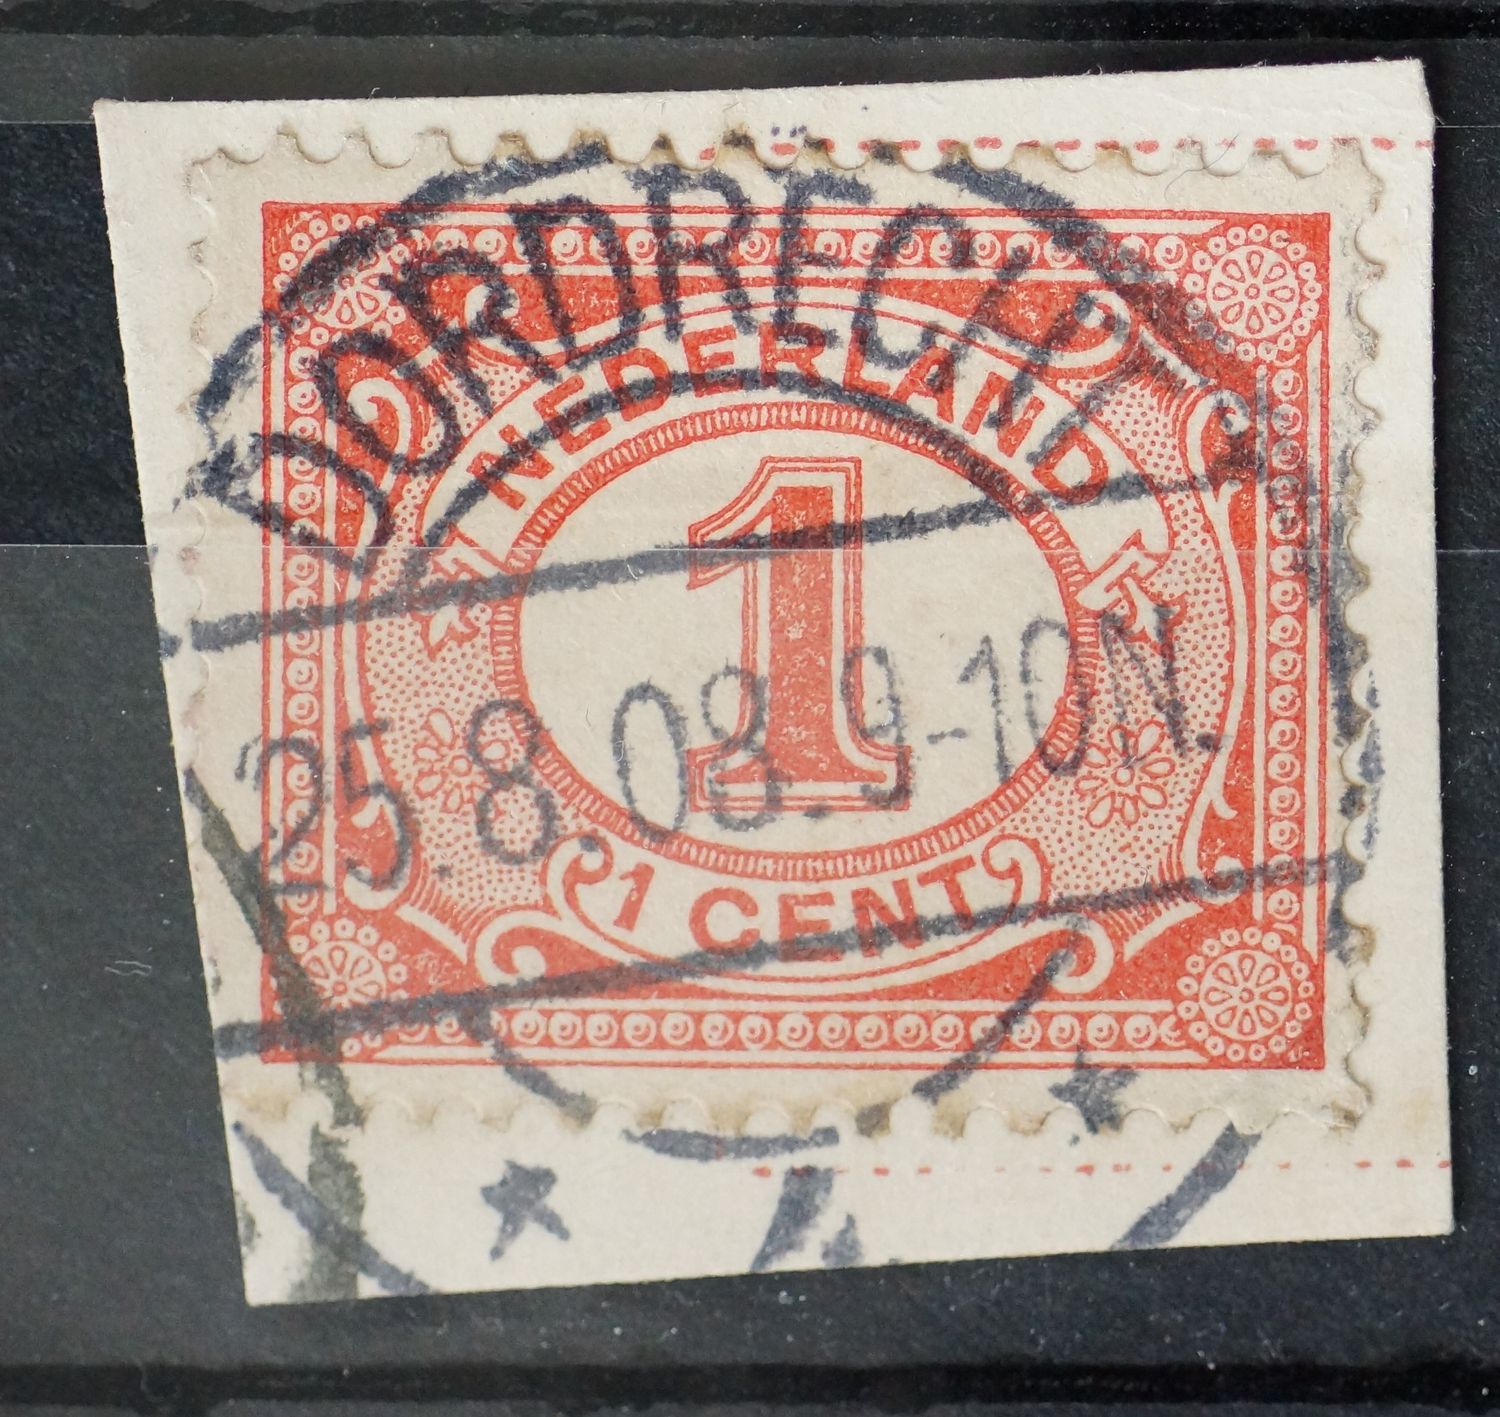 DORDRECHT
NEDERLAND
1
25.8.08.9-10N.
1 CENT